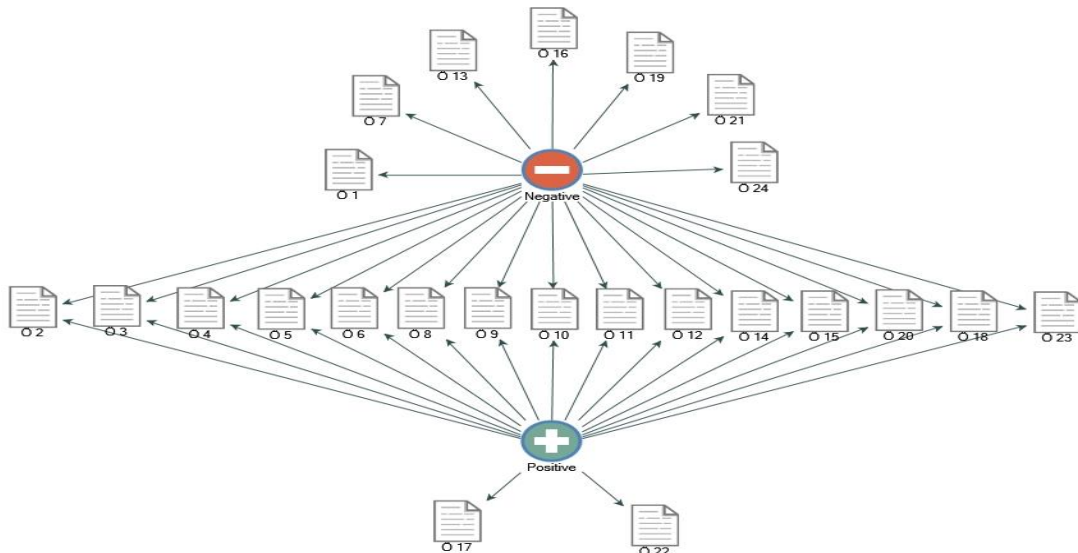 Ö 16
Ö 13
Ö 19
Ö 7
Ö 21
Ö 1
Ö 24
Negative
Ö 2
Ö 3
Ö 4
Ö 5
Ö 6
Ö 8
Ö 9
Ö 10
Ö 11
Ö 12
Ö 14
Ö 15
Ö 20
Ö 18
Ö 23
Positive
Ö 17
Ö 22